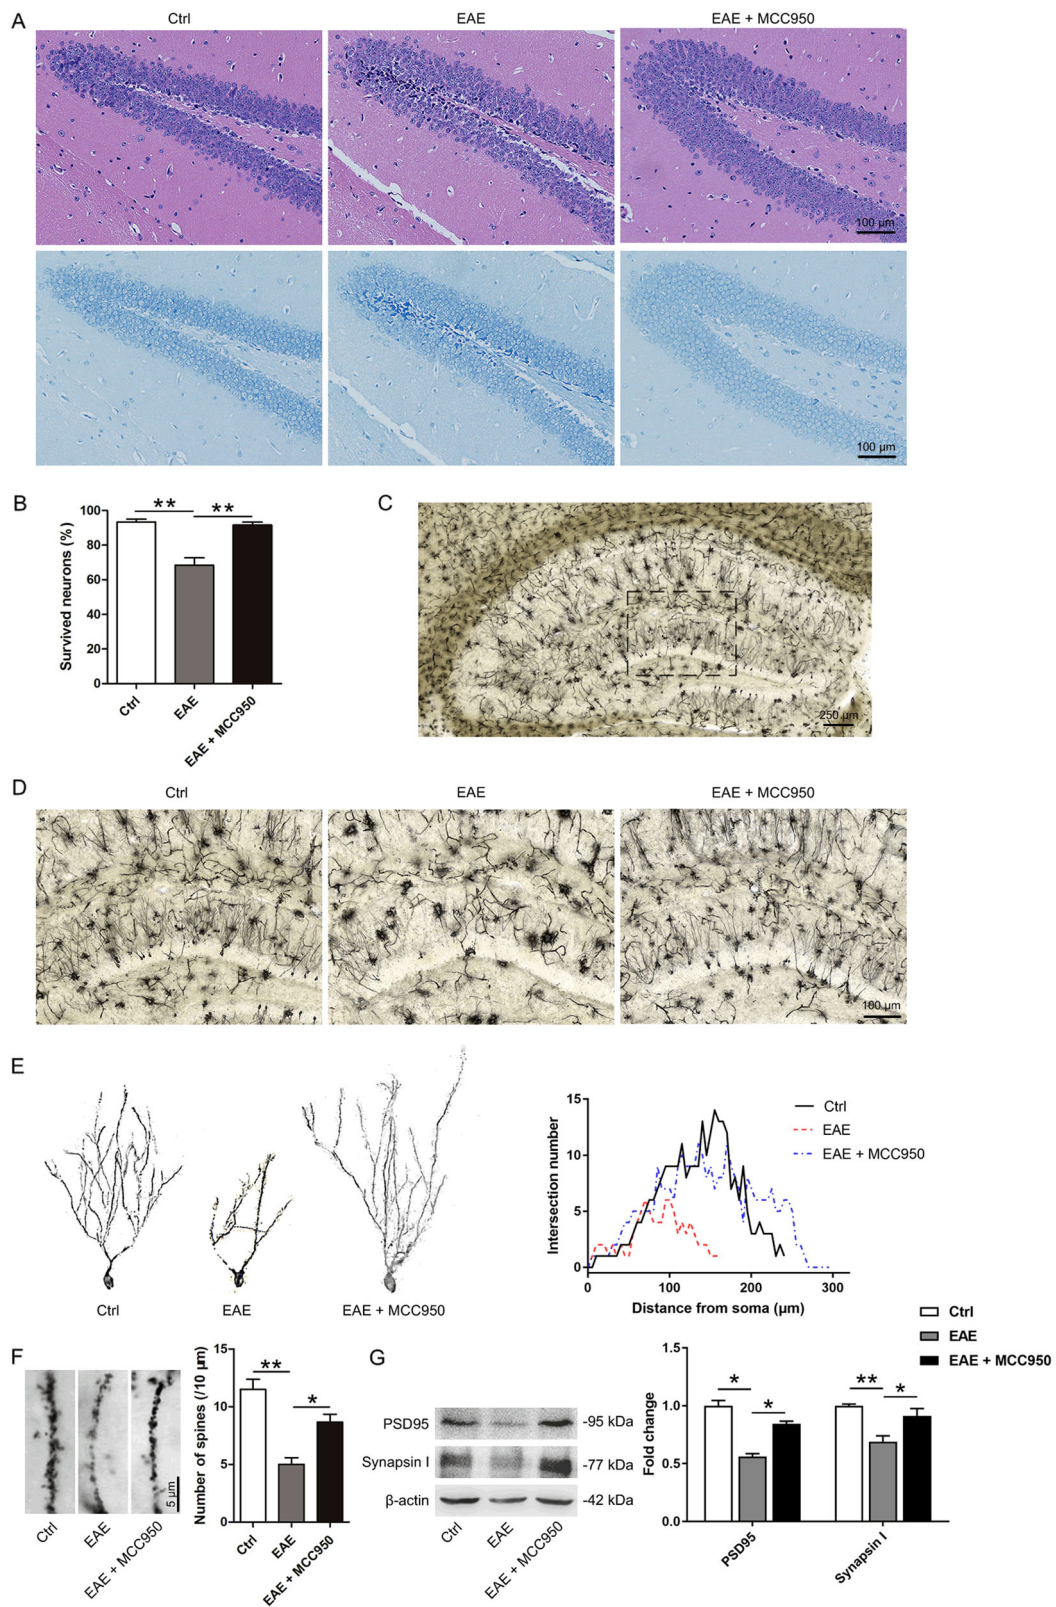 A
Ctrl
EAE
EAE + MCC950
100 µm
100 µm
B
Survived neurons (%)
100
80
60
40
20
0
**
**
Ctrl
EAE
EAE + MCC950
C
250 µm
D
Ctrl
EAE
EAE + MCC950
100 µm
E
Ctrl
EAE
EAE + MCC950
Intersection number
15
10
5
0
0
100
200
300
Distance from soma (µm)
Ctrl
EAE
EAE + MCC950
F
Ctrl
EAE
EAE + MCC950
5 µm
Number of spines (/10 µm)
15
10
5
0
**
*
Ctrl
EAE
EAE + MCC950
G
PSD95
-95 kDa
Synapsin I
-77 kDa
β-actin
-42 kDa
Ctrl
EAE
EAE + MCC950
Fold change
1.5
1.0
0.5
0.0
*
*
**
*
PSD95
Synapsin I
Ctrl
EAE
EAE + MCC950